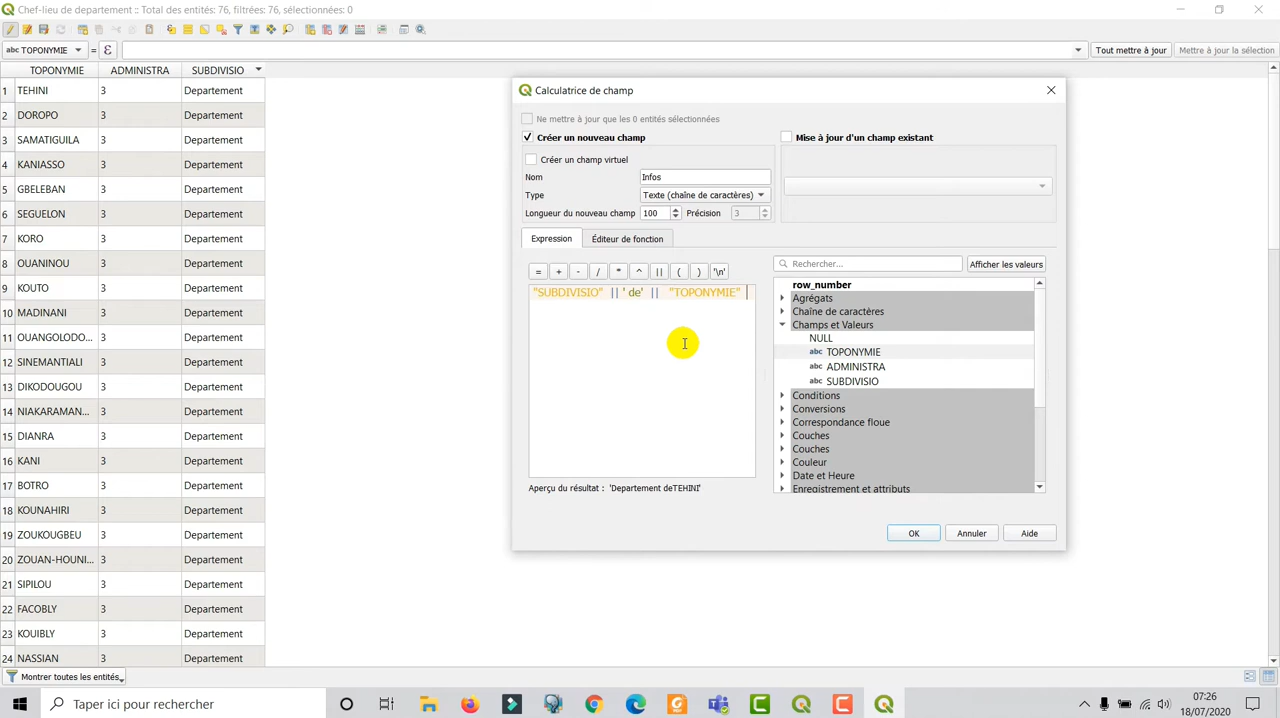 Chef-lieu de departement :: Total des entités: 76, filtrées: 76, sélectionnées: 0
abc TOPONYMIE = ε Tout mettre à jour Mettre à jour la sélection
TOPONYMIE ADMINISTRA SUBDIVISIO
1 TEHINI 3 Departement
2 DOROPO 3 Departement
3 SAMATIGUILA 3 Departement
4 KANIASSO 3 Departement
5 GBELEBAN 3 Departement
6 SEGUELON 3 Departement
7 KORO 3 Departement
8 OUANINOU 3 Departement
9 KOUTO 3 Departement
10 MADINANI 3 Departement
11 OUANGOLODO... 3 Departement
12 SINEMANTIALI 3 Departement
13 DIKODOUGOU 3 Departement
14 NIAKARAMAN... 3 Departement
15 DIANRA 3 Departement
16 KANI 3 Departement
17 BOTRO 3 Departement
18 KOUNAHIRI 3 Departement
19 ZOUKOUGBEU 3 Departement
20 ZOUAN-HOUNI... 3 Departement
21 SIPILOU 3 Departement
22 FACOBLY 3 Departement
23 KOUIBLY 3 Departement
24 NASSIAN 3 Departement
Montrer toutes les entités
Calculatrice de champ
Ne mettre à jour que les 0 entités sélectionnées
Créer un nouveau champ
Mise à jour d'un champ existant
Créer un champ virtuel
Nom Infos
Type Texte (chaîne de caractères)
Longueur du nouveau champ 100 Précision 3
Expression Éditeur de fonction
= + - / * ^ || ( ) '\n'
"SUBDIVISIO" || ' de' || "TOPONYMIE"
Aperçu du résultat : 'Departement deTEHINI'
Rechercher... Afficher les valeurs
row_number
Agrégats
Chaîne de caractères
Champs et Valeurs
NULL
abc TOPONYMIE
abc ADMINISTRA
abc SUBDIVISIO
Conditions
Conversions
Correspondance floue
Couches
Couches
Couleur
Date et Heure
Enregistrement et attributs
OK Annuler Aide
Taper ici pour rechercher
07:26
18/07/2020